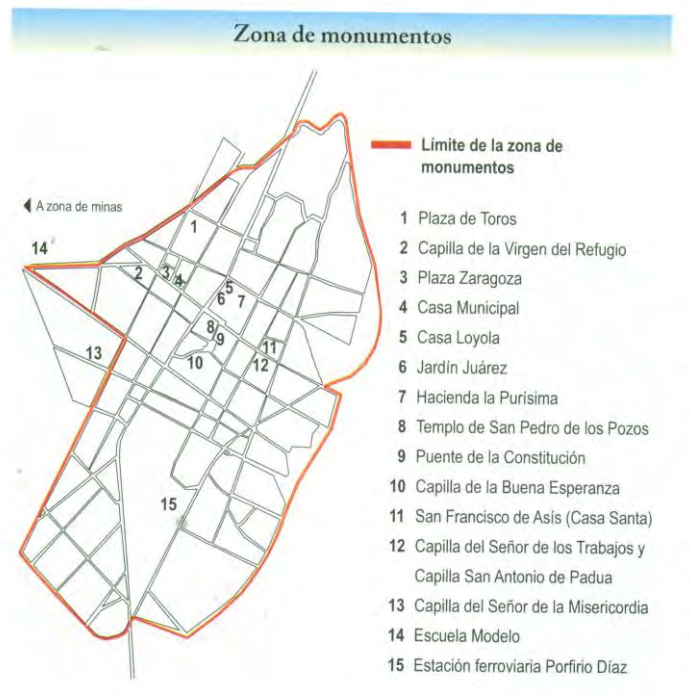 Zona de monumentos
Límite de la zona de
monumentos
A zona de minas
14
1
2
3
4
5
6
7
8
9
10
11
12
13
15
1 Plaza de Toros
2 Capilla de la Virgen del Refugio
3 Plaza Zaragoza
4 Casa Municipal
5 Casa Loyola
6 Jardín Juárez
7 Hacienda la Purísima
8 Templo de San Pedro de los Pozos
9 Puente de la Constitución
10 Capilla de la Buena Esperanza
11 San Francisco de Asís (Casa Santa)
12 Capilla del Señor de los Trabajos y
Capilla San Antonio de Padua
13 Capilla del Señor de la Misericordia
14 Escuela Modelo
15 Estación ferroviaria Porfirio Díaz